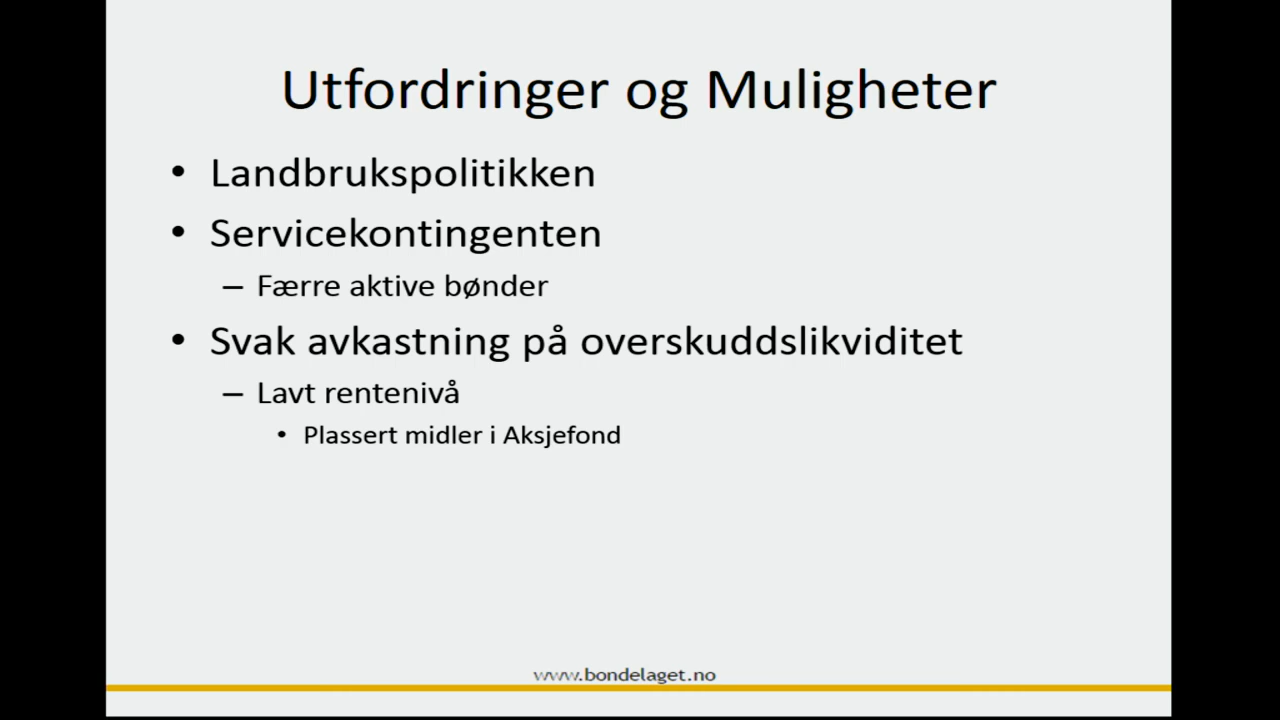 Utfordringer og Muligheter
• Landbrukspolitikken
• Servicekontingenten
– Færre aktive bønder
• Svak avkastning på overskuddslikviditet
– Lavt rentenivå
• Plassert midler i Aksjefond
www.bondelaget.no